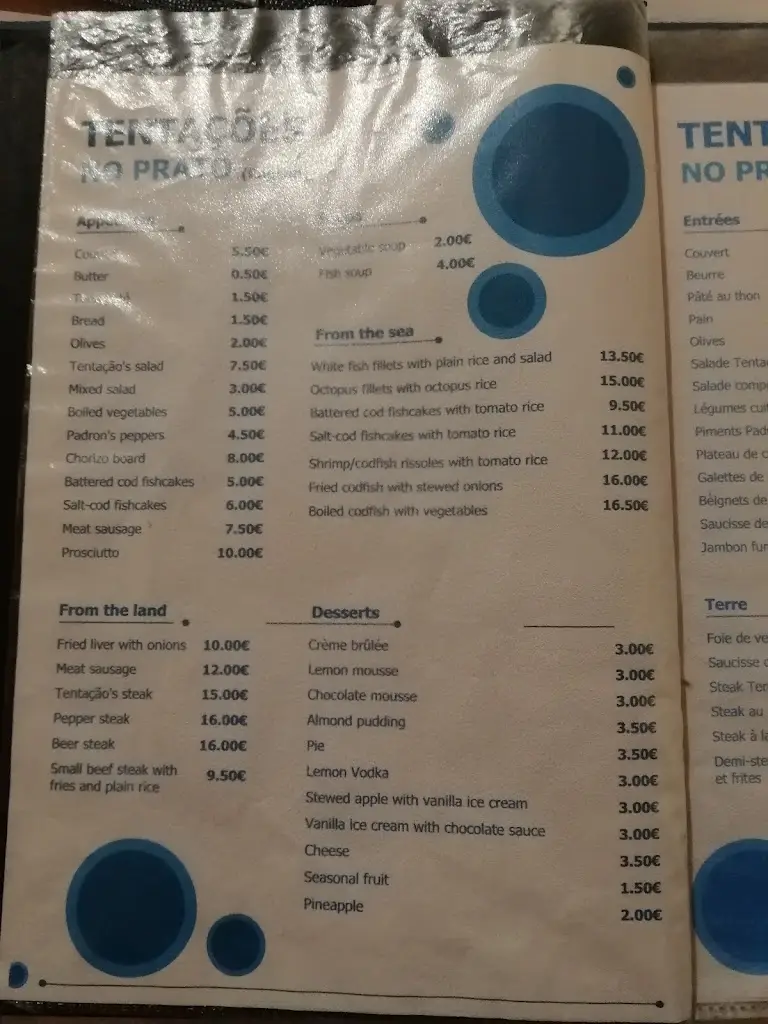 TENTAÇÕES
NO PRATO
Couvert 5.50€
Butter 0.50€
1.50€
Bread 1.50€
Olives 2.00€
Tentação's salad 7.50€
Mixed salad 3.00€
Boiled vegetables 5.00€
Padron's peppers 4.50€
Chorizo board 8.00€
Battered cod fishcakes 5.00€
Salt-cod fishcakes 6.00€
Meat sausage 7.50€
Prosciutto 10.00€
Vegetable soup 2.00€
Fish soup 4.00€
From the sea
White fish fillets with plain rice and salad 13.50€
Octopus fillets with octopus rice 15.00€
Battered cod fishcakes with tomato rice 9.50€
Salt-cod fishcakes with tomato rice 11.00€
Shrimp/codfish rissoles with tomato rice 12.00€
Fried codfish with stewed onions 16.00€
Boiled codfish with vegetables 16.50€
From the land
Fried liver with onions 10.00€
Meat sausage 12.00€
Tentação's steak 15.00€
Pepper steak 16.00€
Beer steak 16.00€
Small beef steak with
fries and plain rice 9.50€
Desserts
Crème brûlée 3.00€
Lemon mousse 3.00€
Chocolate mousse 3.00€
Almond pudding 3.50€
Pie 3.50€
Lemon Vodka 3.00€
Stewed apple with vanilla ice cream 3.00€
Vanilla ice cream with chocolate sauce 3.00€
Cheese 3.50€
Seasonal fruit 1.50€
Pineapple 2.00€
TENT
NO PR
Entrées
Couvert
Beurre
Pâté au thon
Pain
Olives
Salade Tenta
Salade comp
Légumes cuit
Piments Pad
Plateau de c
Galettes de
Beignets de
Saucisse de
Jambon fum
Terre
Foie de ve
Saucisse
Steak Ten
Steak au
Steak à la
Demi-ste
et frites